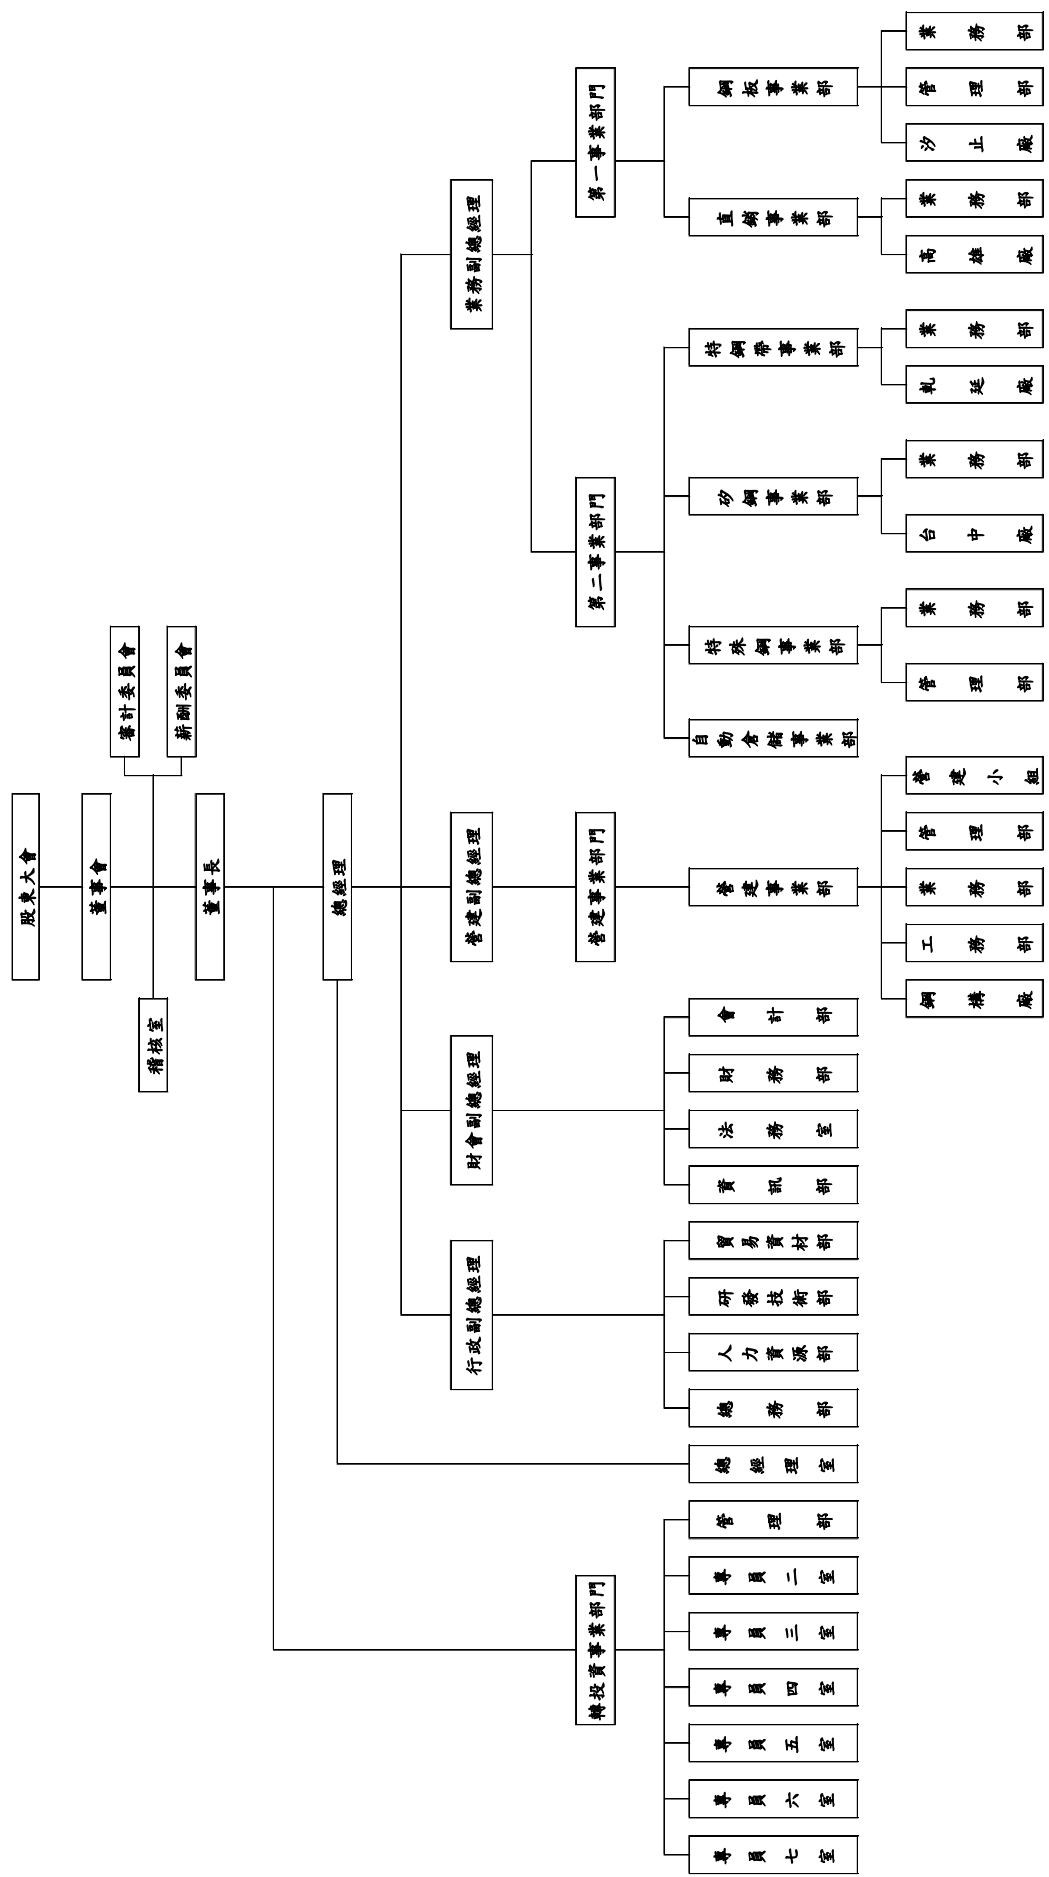 股東大會
董事會
審計委員會
薪酬委員會
稽核室
董事長
總經理
業務副總經理
營建副總經理
財會副總經理
行政副總經理
第一事業部門
第二事業部門
營建事業部門
轉投資事業部門
鋼板事業部
直銷事業部
特鋼帶事業部
矽鋼事業部
特殊鋼事業部
自動倉儲事業部
營建事業部
會計部
財務部
法務室
資訊部
貿易資材部
研發技術部
人力資源部
總務部
總經理室
管理部
專員二室
專員三室
專員四室
專員五室
專員六室
專員七室
業務部
管理部
汐止廠
業務部
高雄廠
業務部
軋延廠
業務部
台中廠
業務部
管理部
營建小組
管理部
業務部
工務部
鋼構廠